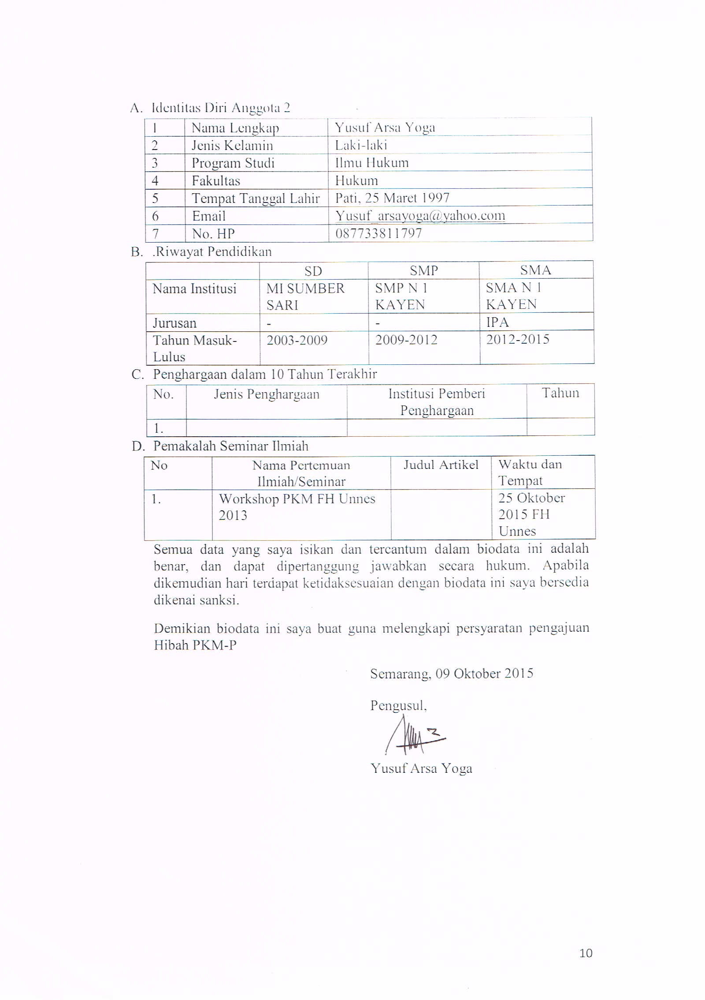 A. Identitas Diri Anggota 2
1 Nama Lengkap Yusuf Arsa Yoga
2 Jenis Kelamin Laki-laki
3 Program Studi Ilmu Hukum
4 Fakultas Hukum
5 Tempat Tanggal Lahir Pati, 25 Maret 1997
6 Email Yusuf_arsayoga@yahoo.com
7 No. HP 087733811797
B. .Riwayat Pendidikan
SD SMP SMA
Nama Institusi MI SUMBER SMP N 1 SMA N 1
SARI KAYEN KAYEN
Jurusan - - IPA
Tahun Masuk- 2003-2009 2009-2012 2012-2015
Lulus
C. Penghargaan dalam 10 Tahun Terakhir
No. Jenis Penghargaan Institusi Pemberi Tahun
Penghargaan
1.
D. Pemakalah Seminar Ilmiah
No Nama Pertemuan Judul Artikel Waktu dan
Ilmiah/Seminar Tempat
1. Workshop PKM FH Unnes 25 Oktober
2013 2015 FH
Unnes
Semua data yang saya isikan dan tercantum dalam biodata ini adalah
benar, dan dapat dipertanggung jawabkan secara hukum. Apabila
dikemudian hari terdapat ketidaksesuaian dengan biodata ini saya bersedia
dikenai sanksi.
Demikian biodata ini saya buat guna melengkapi persyaratan pengajuan
Hibah PKM-P
Semarang, 09 Oktober 2015
Pengusul,
Yusuf Arsa Yoga
10